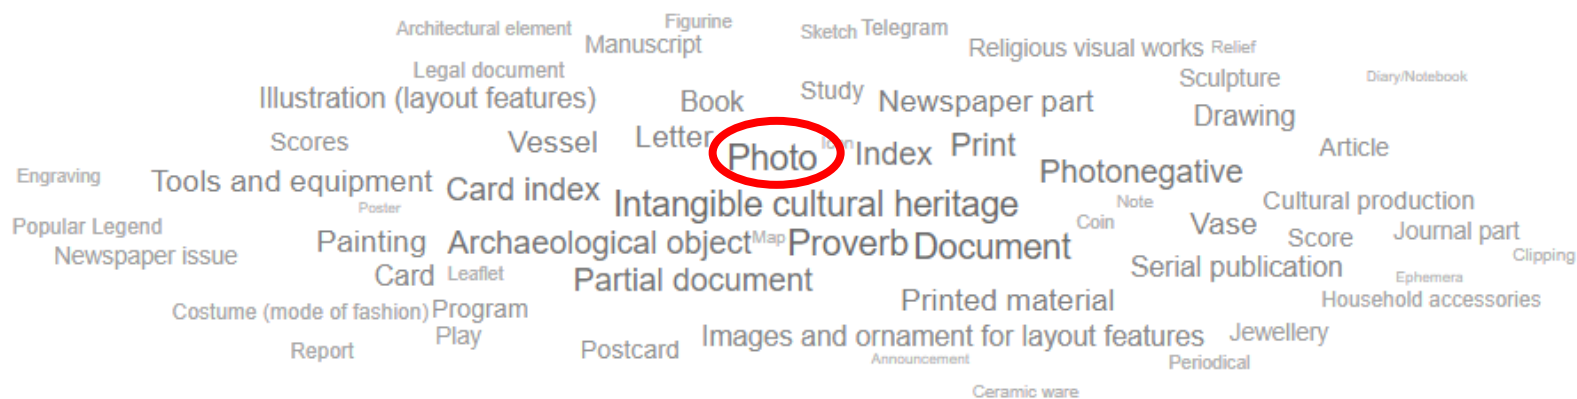 Architectural element Figurine Sketch Telegram
Manuscript Religious visual works Relief
Legal document Sculpture Diary/Notebook
Illustration (layout features) Book Study Newspaper part Drawing
Scores Vessel Letter Photo Icon Index Print Article
Engraving Tools and equipment Card index Photonegative
Poster Intangible cultural heritage Note Cultural production
Popular Legend Coin Vase Score Journal part
Newspaper issue Painting Archaeological object Map Proverb Document Clipping
Card Leaflet Partial document Serial publication Ephemera
Costume (mode of fashion) Program Printed material Household accessories
Report Play Postcard Images and ornament for layout features Jewellery
Announcement Periodical
Ceramic ware